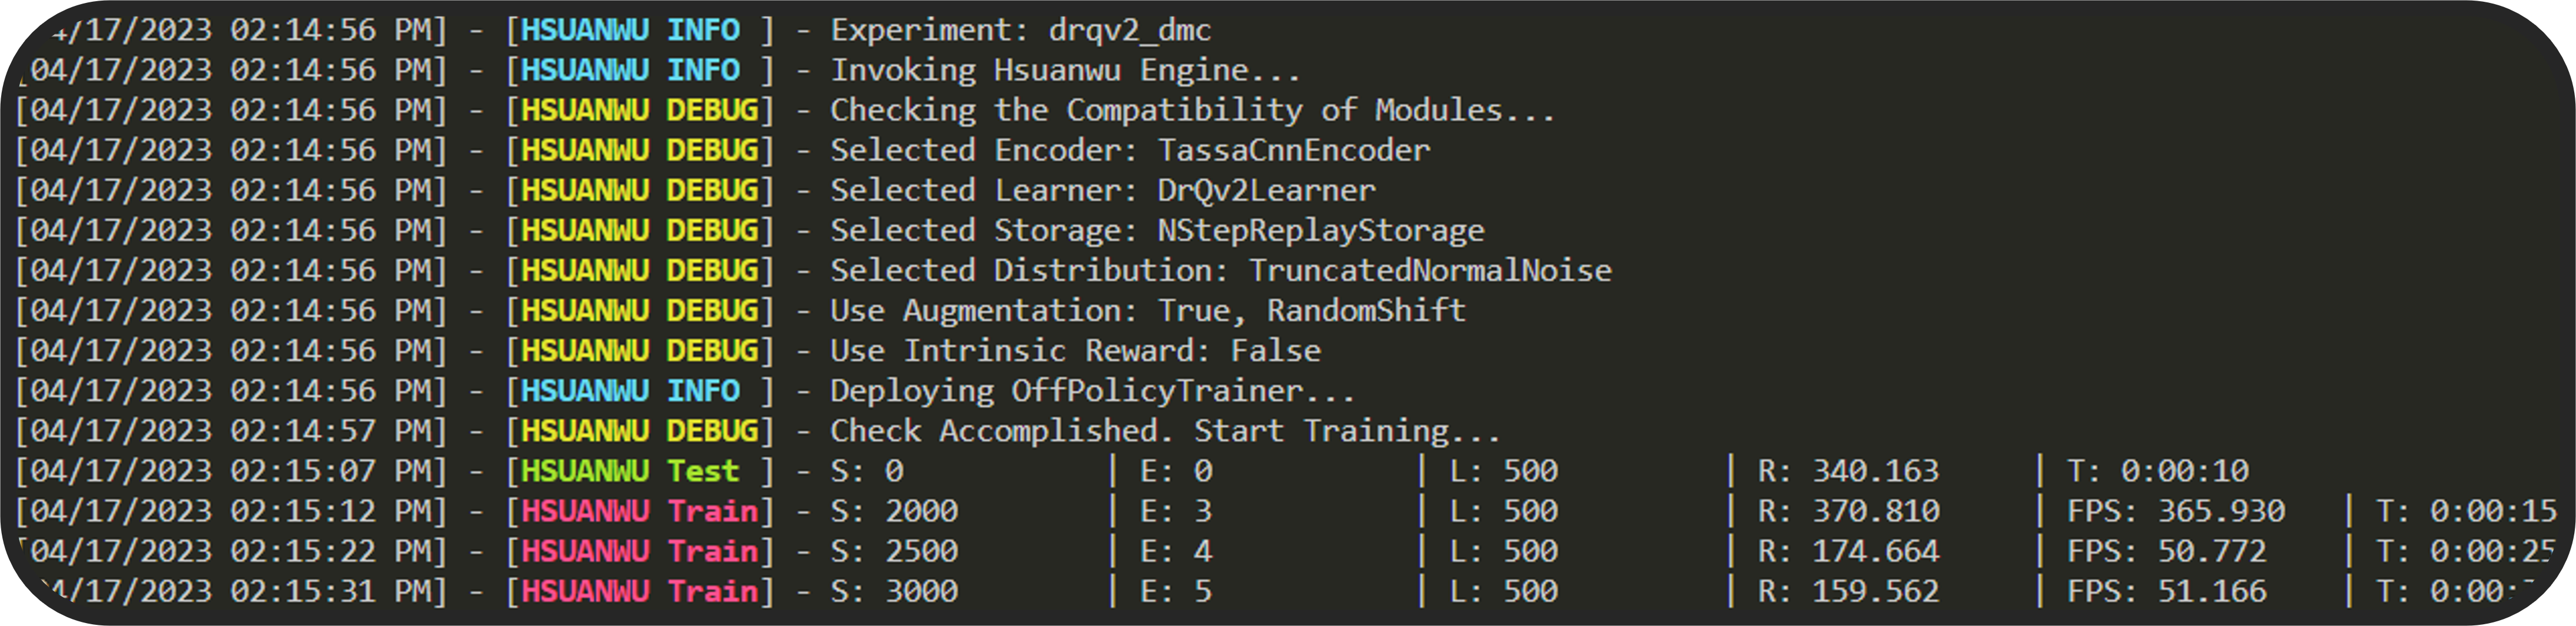 4/17/2023 02:14:56 PM] - [HSUANWU INFO ] - Experiment: drqv2_dmc
[04/17/2023 02:14:56 PM] - [HSUANWU INFO ] - Invoking Hsuanwu Engine...
[04/17/2023 02:14:56 PM] - [HSUANWU DEBUG] - Checking the Compatibility of Modules...
[04/17/2023 02:14:56 PM] - [HSUANWU DEBUG] - Selected Encoder: TassaCnnEncoder
[04/17/2023 02:14:56 PM] - [HSUANWU DEBUG] - Selected Learner: DrQv2Learner
[04/17/2023 02:14:56 PM] - [HSUANWU DEBUG] - Selected Storage: NStepReplayStorage
[04/17/2023 02:14:56 PM] - [HSUANWU DEBUG] - Selected Distribution: TruncatedNormalNoise
[04/17/2023 02:14:56 PM] - [HSUANWU DEBUG] - Use Augmentation: True, RandomShift
[04/17/2023 02:14:56 PM] - [HSUANWU DEBUG] - Use Intrinsic Reward: False
[04/17/2023 02:14:56 PM] - [HSUANWU INFO ] - Deploying OffPolicyTrainer...
[04/17/2023 02:14:57 PM] - [HSUANWU DEBUG] - Check Accomplished. Start Training...
[04/17/2023 02:15:07 PM] - [HSUANWU Test ] - S: 0 | E: 0 | L: 500 | R: 340.163 | T: 0:00:10
[04/17/2023 02:15:12 PM] - [HSUANWU Train] - S: 2000 | E: 3 | L: 500 | R: 370.810 | FPS: 365.930 | T: 0:00:15
[04/17/2023 02:15:22 PM] - [HSUANWU Train] - S: 2500 | E: 4 | L: 500 | R: 174.664 | FPS: 50.772 | T: 0:00:25
4/17/2023 02:15:31 PM] - [HSUANWU Train] - S: 3000 | E: 5 | L: 500 | R: 159.562 | FPS: 51.166 | T: 0:00: